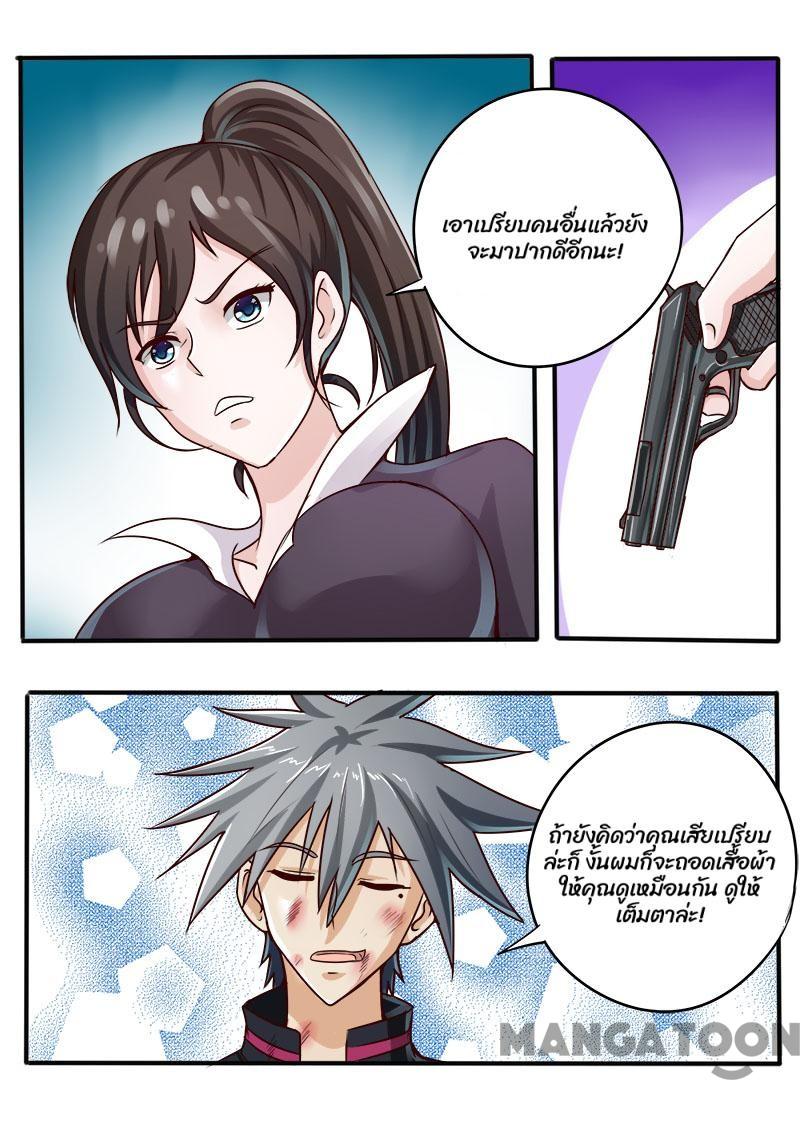 เอาเปรียบคนอื่นแล้วยัง
จะมาปากดีอีกนะ!
ถ้ายังคิดว่าคุณเสียเปรียบ
ล่ะก็ งั้นผมก็จะถอดเสื้อผ้า
ให้คุณดูเหมือนกัน ดูให้
เต็มตาล่ะ!
MANGATOON